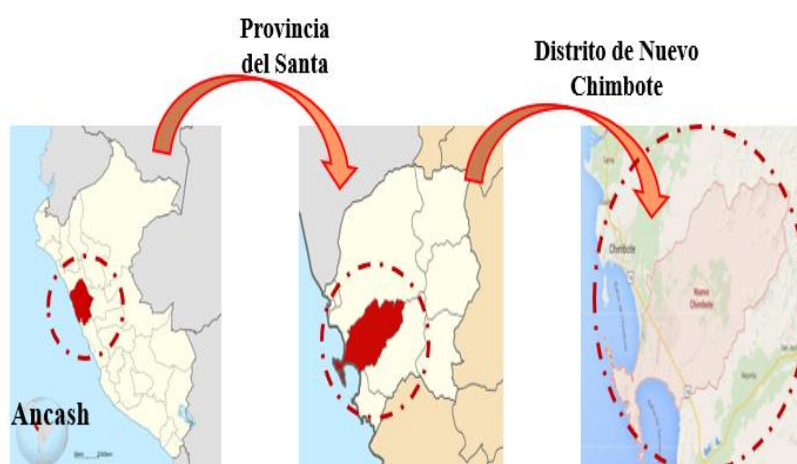 Provincia
del Santa
Distrito de Nuevo
Chimbote
Ancash
Chimbote
Nuevo
Chimbote